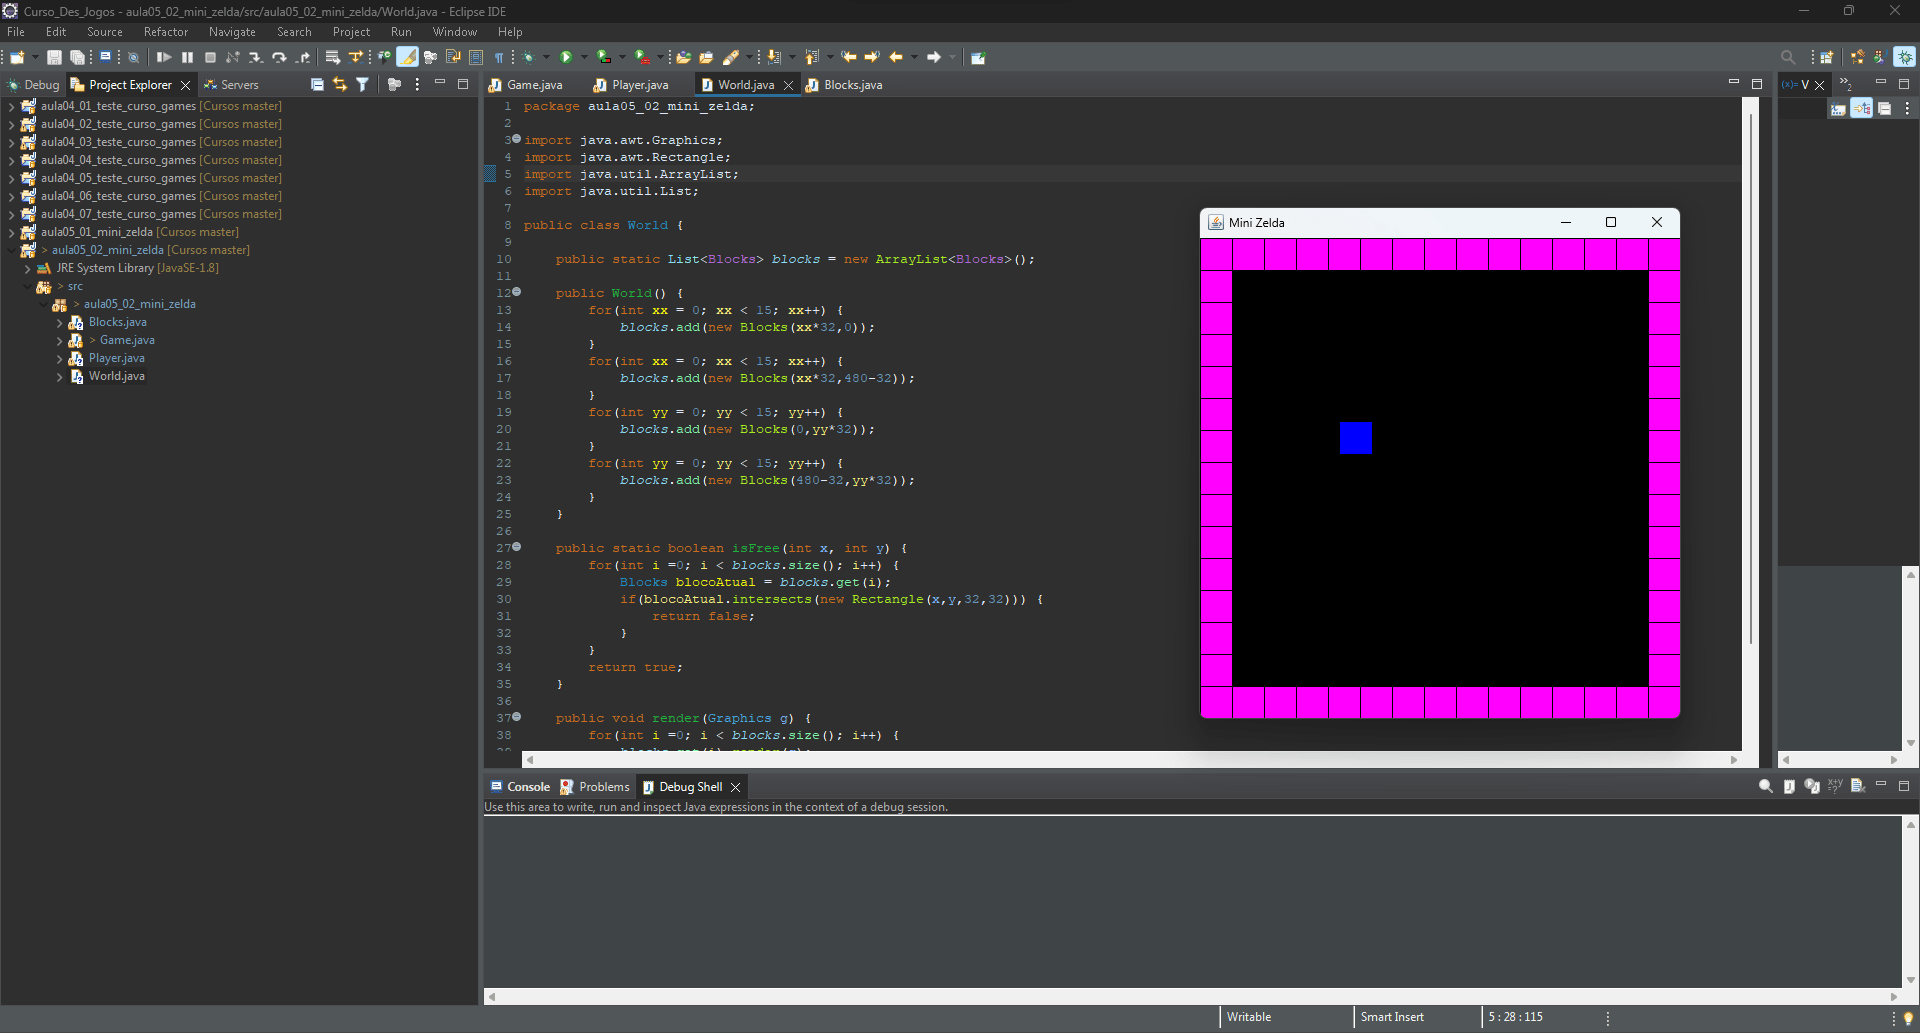 Curso_Des_Jogos - aula05_02_mini_zelda/src/aula05_02_mini_zelda/World.java - Eclipse IDE
File Edit Source Refactor Navigate Search Project Run Window Help
Debug Project Explorer Servers
aula04_01_teste_curso_games [Cursos master]
aula04_02_teste_curso_games [Cursos master]
aula04_03_teste_curso_games [Cursos master]
aula04_04_teste_curso_games [Cursos master]
aula04_05_teste_curso_games [Cursos master]
aula04_06_teste_curso_games [Cursos master]
aula04_07_teste_curso_games [Cursos master]
aula05_01_mini_zelda [Cursos master]
> aula05_02_mini_zelda [Cursos master]
JRE System Library [JavaSE-1.8]
> src
> aula05_02_mini_zelda
Blocks.java
> Game.java
Player.java
World.java
Game.java Player.java World.java Blocks.java
1 package aula05_02_mini_zelda;
2
3 import java.awt.Graphics;
4 import java.awt.Rectangle;
5 import java.util.ArrayList;
6 import java.util.List;
7
8 public class World {
9
10 public static List<Blocks> blocks = new ArrayList<Blocks>();
11
12 public World() {
13 for(int xx = 0; xx < 15; xx++) {
14 blocks.add(new Blocks(xx*32,0));
15 }
16 for(int xx = 0; xx < 15; xx++) {
17 blocks.add(new Blocks(xx*32,480-32));
18 }
19 for(int yy = 0; yy < 15; yy++) {
20 blocks.add(new Blocks(0,yy*32));
21 }
22 for(int yy = 0; yy < 15; yy++) {
23 blocks.add(new Blocks(480-32,yy*32));
24 }
25 }
26
27 public static boolean isFree(int x, int y) {
28 for(int i =0; i < blocks.size(); i++) {
29 Blocks blocoAtual = blocks.get(i);
30 if(blocoAtual.intersects(new Rectangle(x,y,32,32))) {
31 return false;
32 }
33 }
34 return true;
35 }
36
37 public void render(Graphics g) {
38 for(int i =0; i < blocks.size(); i++) {
Mini Zelda
(x)= V
»2
Console Problems Debug Shell
Use this area to write, run and inspect Java expressions in the context of a debug session.
Writable Smart Insert 5 : 28 : 115